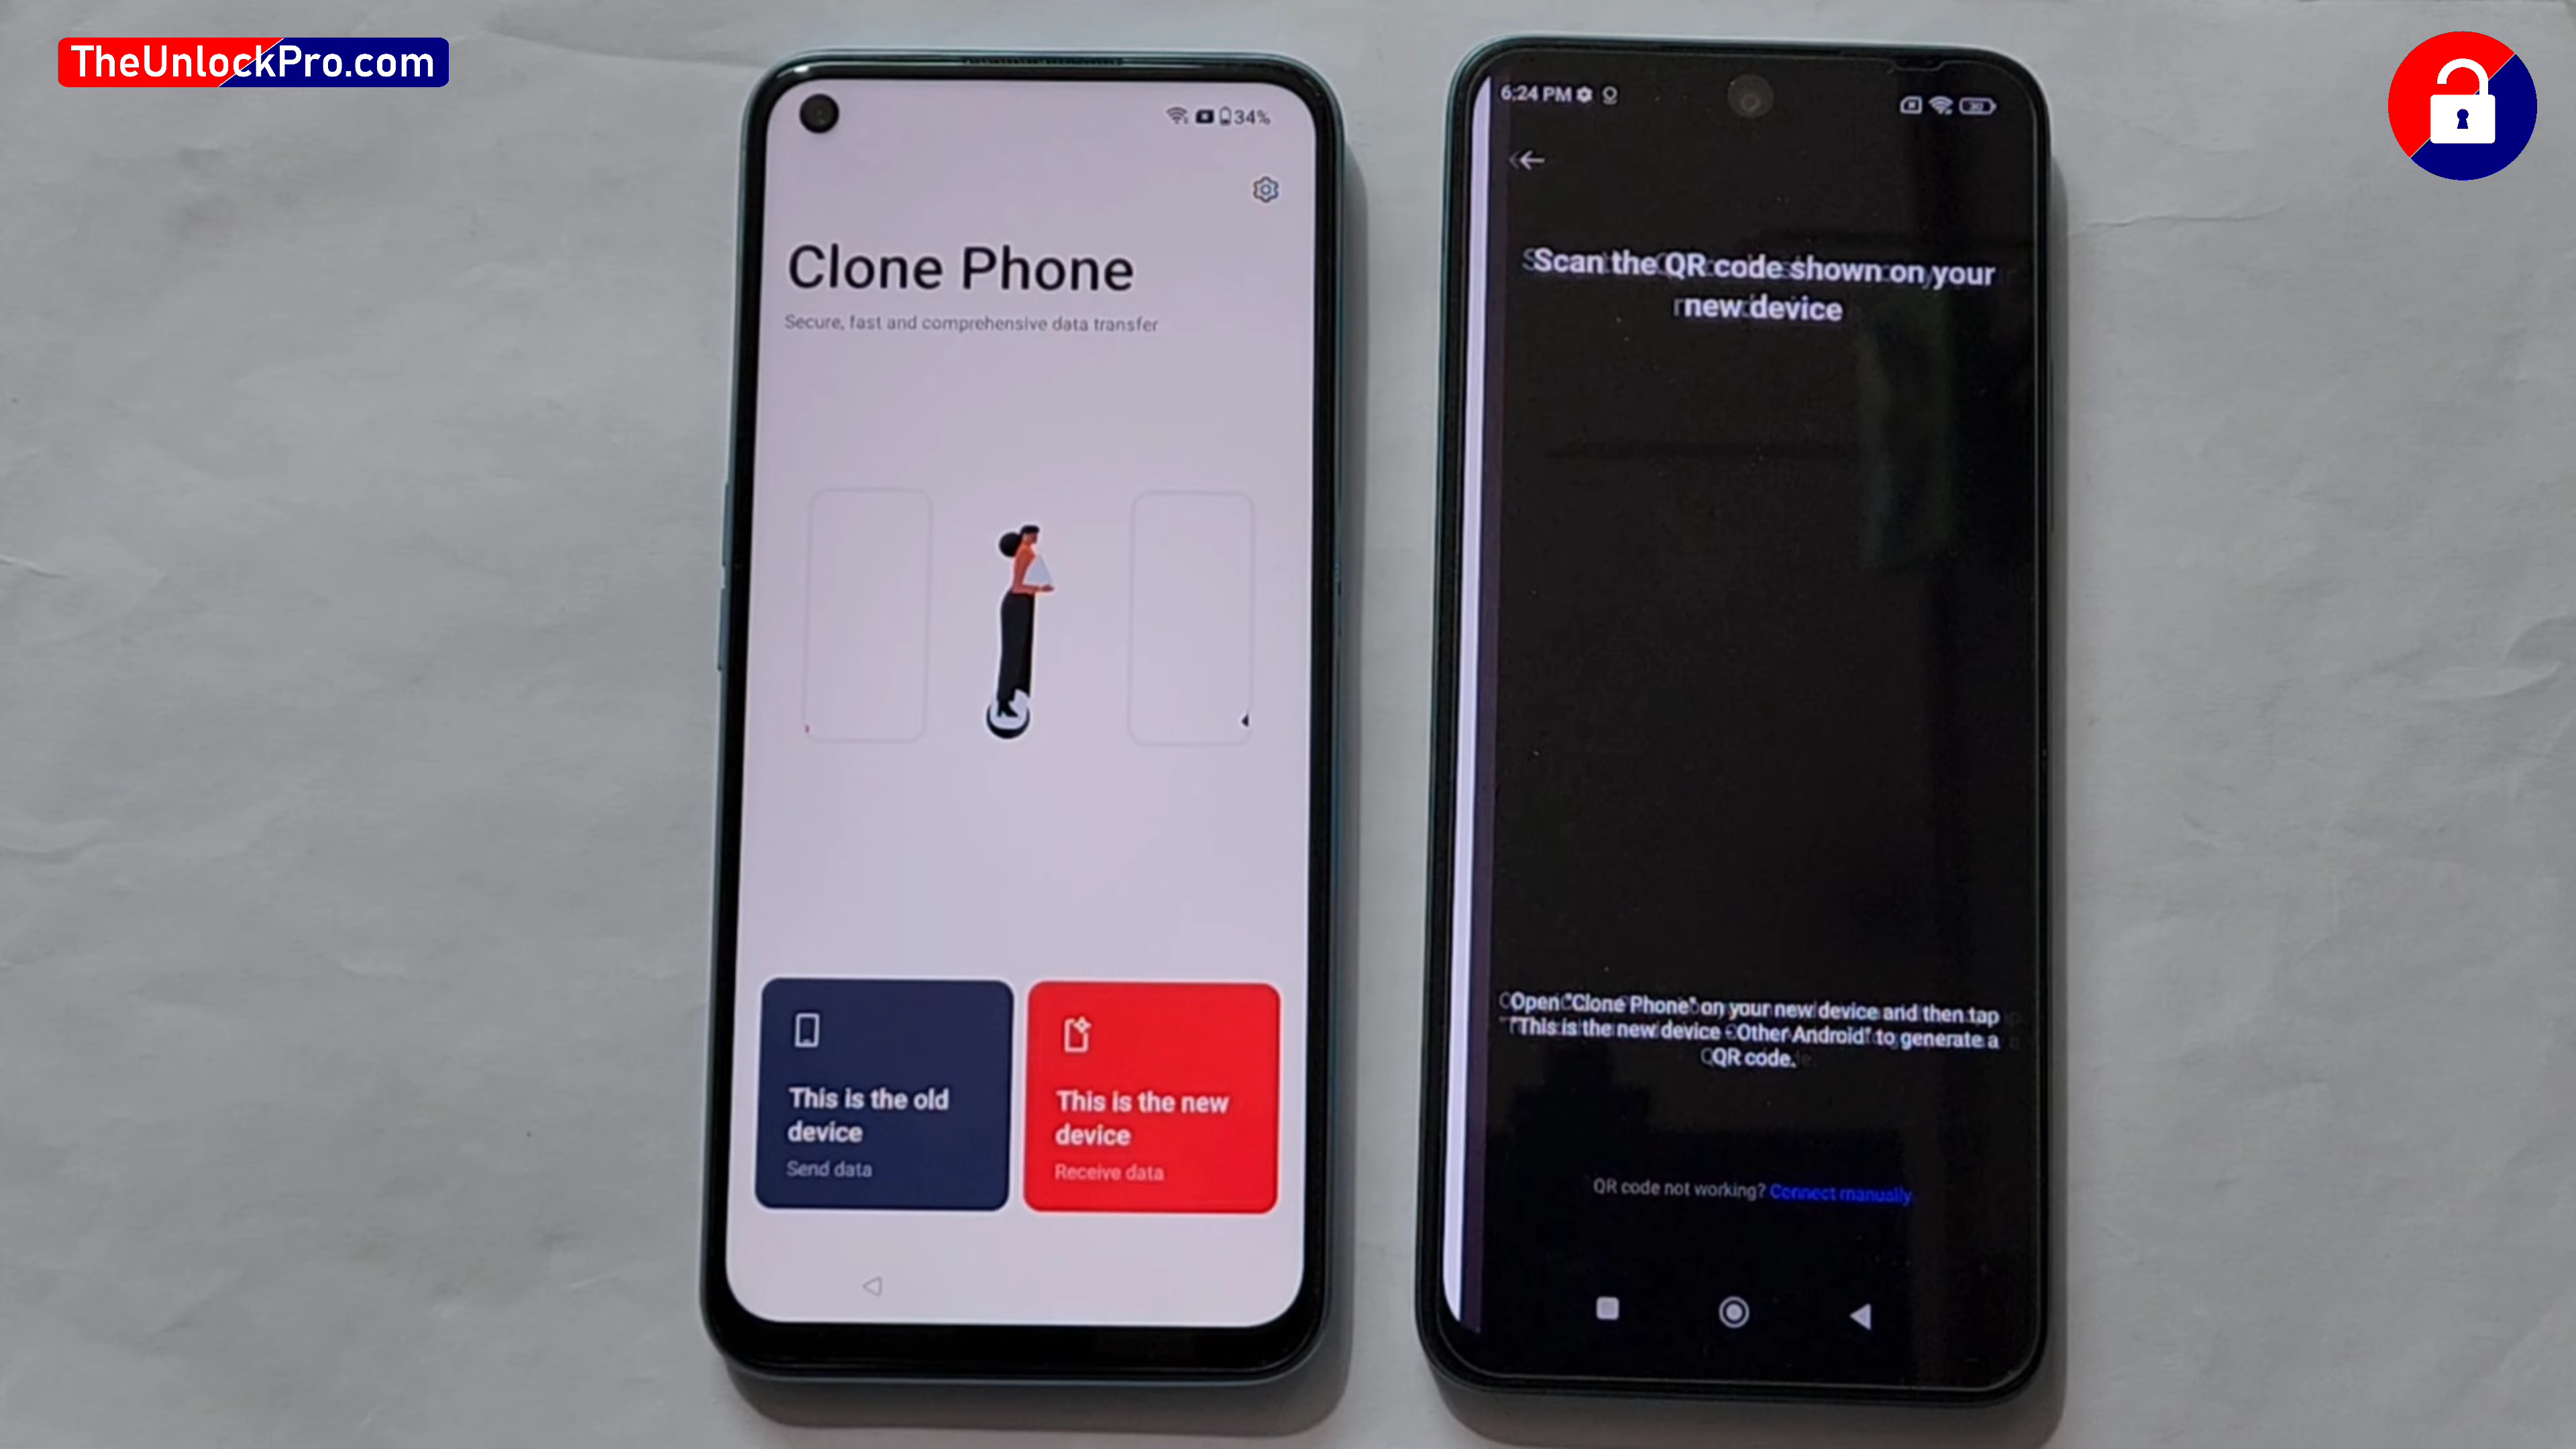 TheUnlockPro.com
34%
Clone Phone
Secure, fast and comprehensive data transfer
This is the old
device
Send data
This is the new
device
Receive data
6:24 PM
Scan the QR code shown on your
new device
Open "Clone Phone" on your new device and then tap
"This is the new device - Other Android" to generate a
QR code.
QR code not working? Connect manually